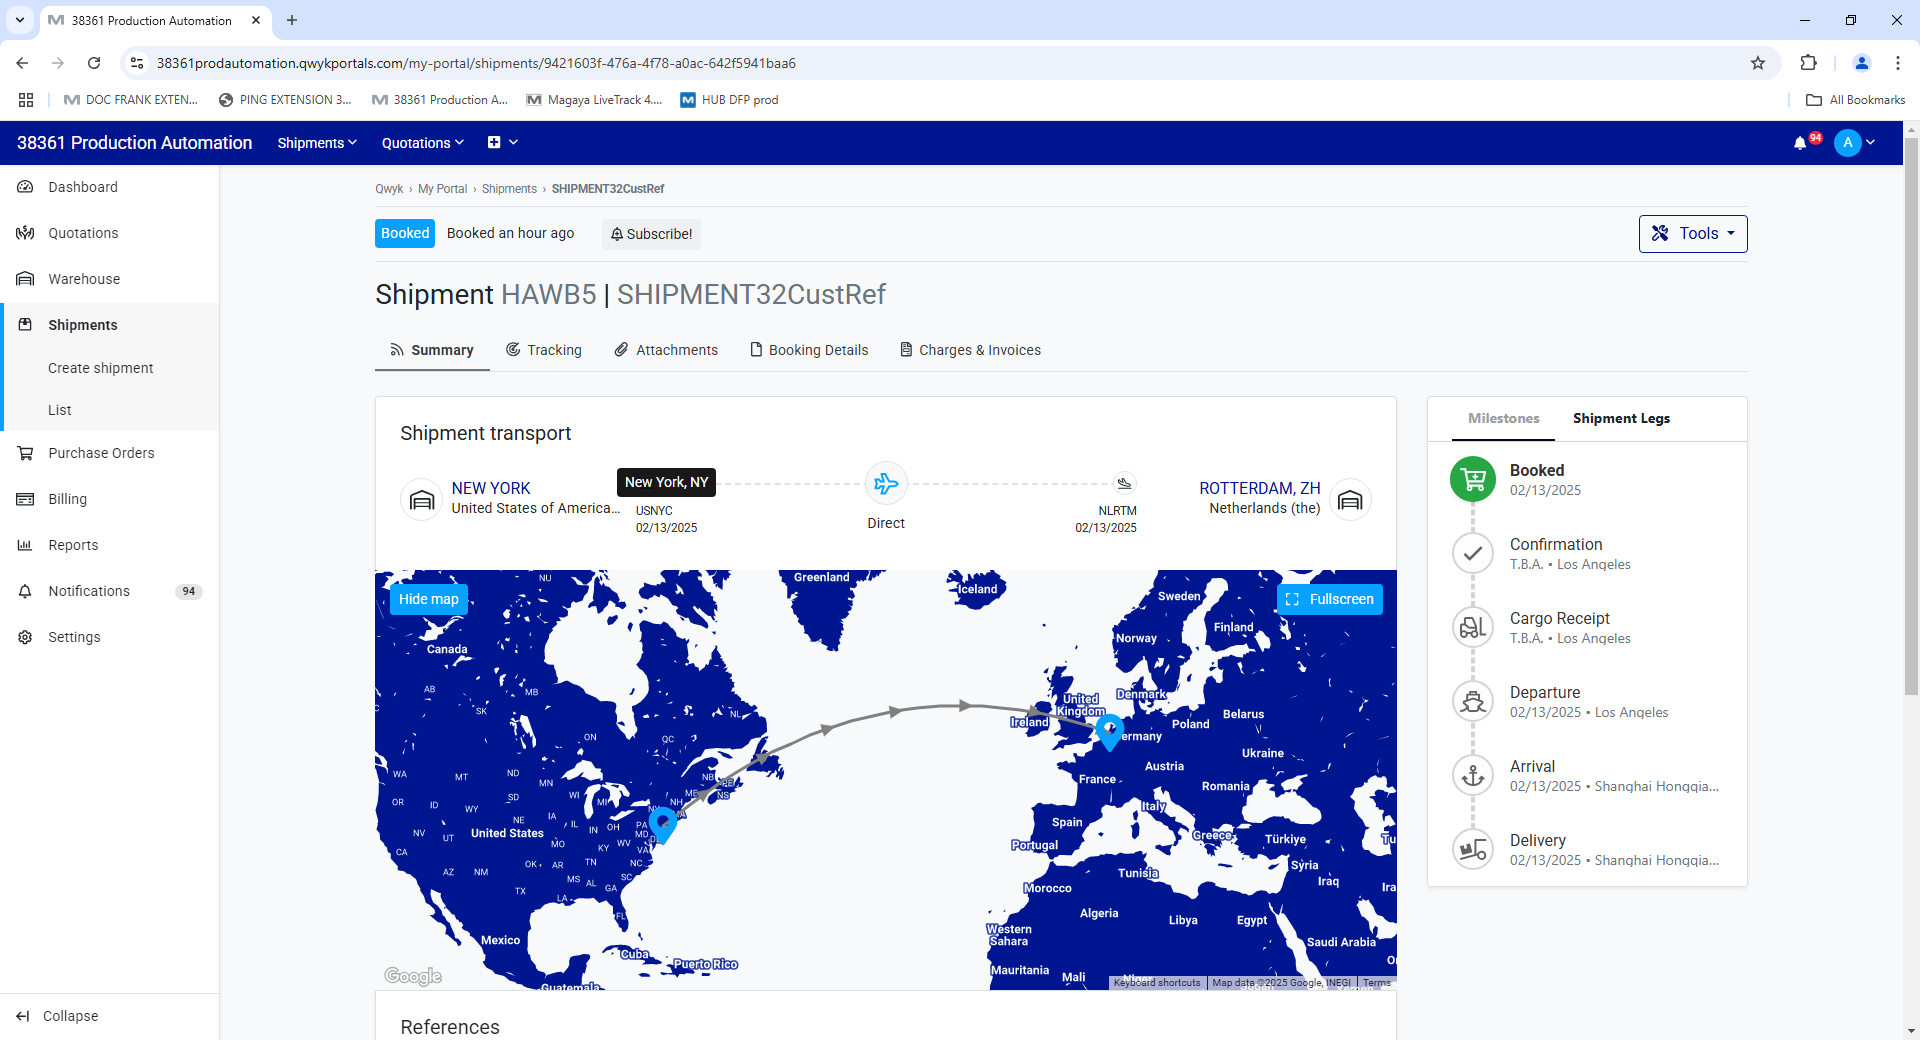 38361 Production Automation
38361prodautomation.qwykportals.com/my-portal/shipments/9421603f-476a-4f78-a0ac-642f5941baa6
DOC FRANK EXTEN...
PING EXTENSION 3...
38361 Production A...
Magaya LiveTrack 4....
HUB DFP prod
All Bookmarks
38361 Production Automation
Shipments
Quotations
94
A
Dashboard
Quotations
Warehouse
Shipments
Create shipment
List
Purchase Orders
Billing
Reports
Notifications 94
Settings
Collapse
Qwyk › My Portal › Shipments › SHIPMENT32CustRef
Booked Booked an hour ago Subscribe!
Tools
Shipment HAWB5 | SHIPMENT32CustRef
Summary Tracking Attachments Booking Details Charges & Invoices
Shipment transport
NEW YORK
United States of America...
New York, NY
USNYC
02/13/2025
Direct
NLRTM
02/13/2025
ROTTERDAM, ZH
Netherlands (the)
Hide map
Fullscreen
NU
Greenland
Iceland
Sweden
Finland
Norway
Canada
AB
MB
SK
NL
ON
QC
United
Kingdom
Denmark
Ireland
Poland
Belarus
ermany
Ukraine
Austria
France
Romania
WA
MT
ND
MN
NB
PE
NS
ME
OR
ID
WY
SD
WI
MI
NH
NY
MA
Italy
Spain
Portugal
Greece
Türkiye
Tu
NV
UT
NE
IA
IL
IN
OH
PA
MD
DE
United States
CA
MO
KY
WV
VA
Syria
Iraq
Ira
AZ
NM
OK
AR
TN
NC
Tunisia
Morocco
TX
MS
AL
GA
SC
LA
FL
Algeria
Libya
Egypt
Western
Sahara
Saudi Arabia
Mexico
Cuba
Puerto Rico
Mauritania
Mali
Niger
Guatemala
Google
Keyboard shortcuts
Map data ©2025 Google, INEGI
Terms
References
Milestones Shipment Legs
Booked
02/13/2025
Confirmation
T.B.A. • Los Angeles
Cargo Receipt
T.B.A. • Los Angeles
Departure
02/13/2025 • Los Angeles
Arrival
02/13/2025 • Shanghai Hongqia...
Delivery
02/13/2025 • Shanghai Hongqia...